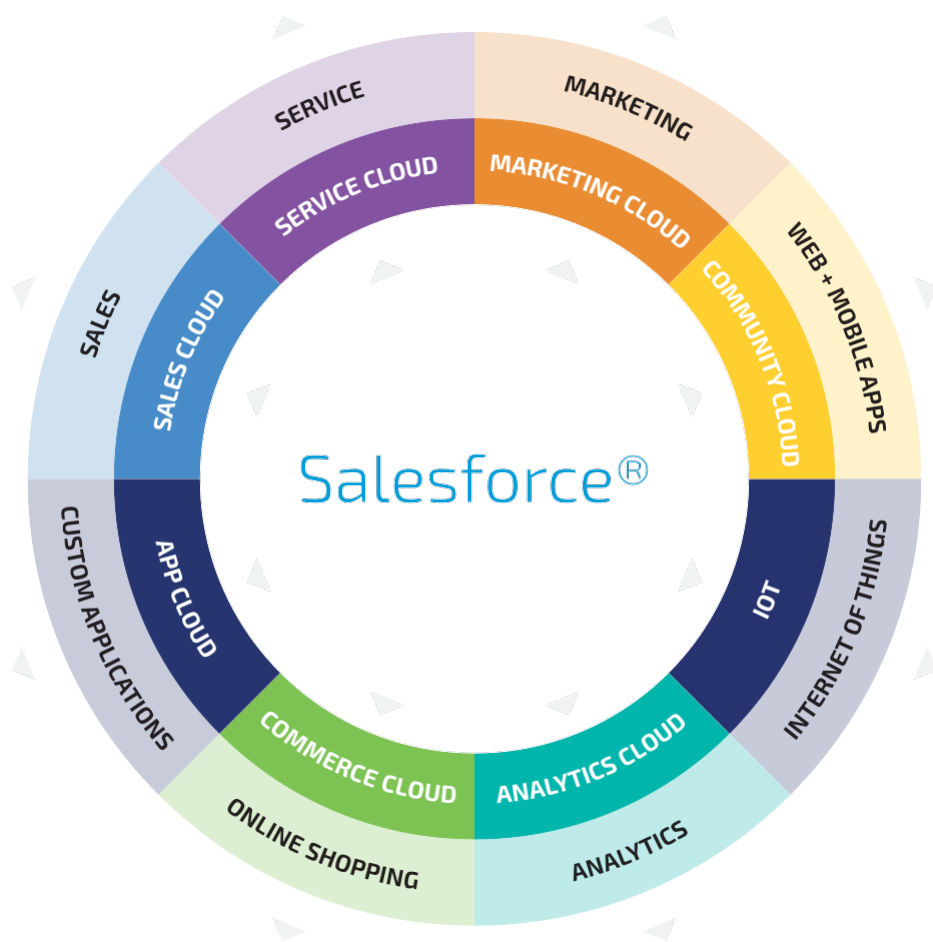 SERVICE
MARKETING
SERVICE CLOUD
MARKETING CLOUD
WEB + MOBILE APPS
COMMUNITY CLOUD
SALES
SALES CLOUD
Salesforce®
CUSTOM APPLICATIONS
APP CLOUD
IOT
INTERNET OF THINGS
COMMERCE CLOUD
ANALYTICS CLOUD
ONLINE SHOPPING
ANALYTICS